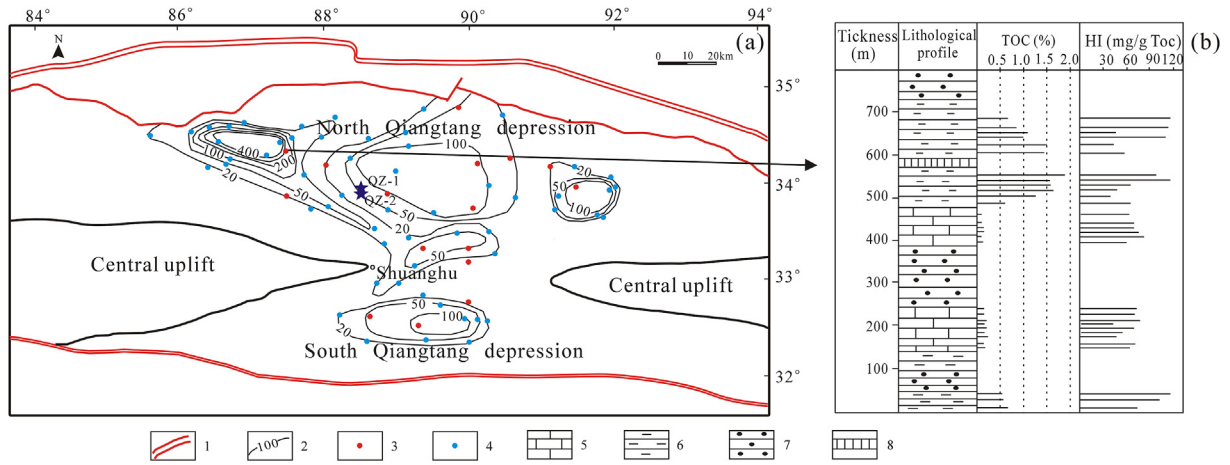 84° 86° 88° 90° 92° 94°
(a)
N
0 10 20km
35°
North Qiangtang depression
100
400
200
20
100
50
QZ-1
QZ-2
50
20
20
50
100
34°
50
Central uplift
Shuanghu
Central uplift
33°
50
20
100
South Qiangtang depression
32°
Tickness (m)
Lithological profile
TOC (%)
0.5 1.0 1.5 2.0
HI (mg/g Toc)
30 60 90 120
(b)
700
600
500
400
300
200
100
1 100 2 3 4 5 6 7 8